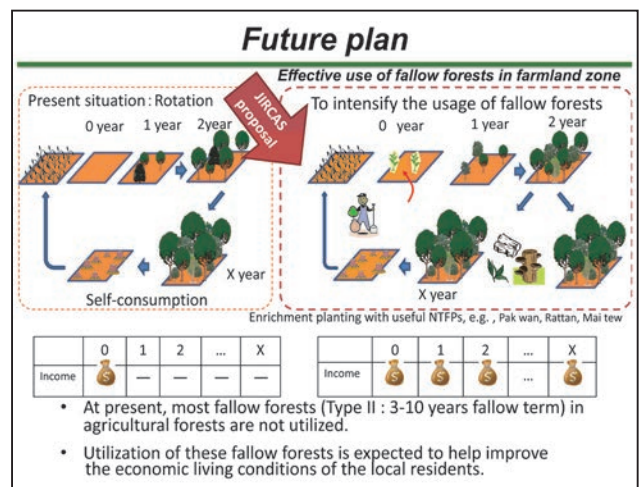 Future plan
Effective use of fallow forests in farmland zone
Present situation : Rotation
0 year
1 year
2year
X year
Self-consumption
JIRCAS
proposal
To intensify the usage of fallow forests
0 year
1 year
2 year
X year
Enrichment planting with useful NTFPs, e.g. , Pak wan, Rattan, Mai tew
0 1 2 ... X
Income $ — — — —
0 1 2 ... X
Income $ $ $ ... $
• At present, most fallow forests (Type II : 3-10 years fallow term) in
agricultural forests are not utilized.
• Utilization of these fallow forests is expected to help improve
the economic living conditions of the local residents.